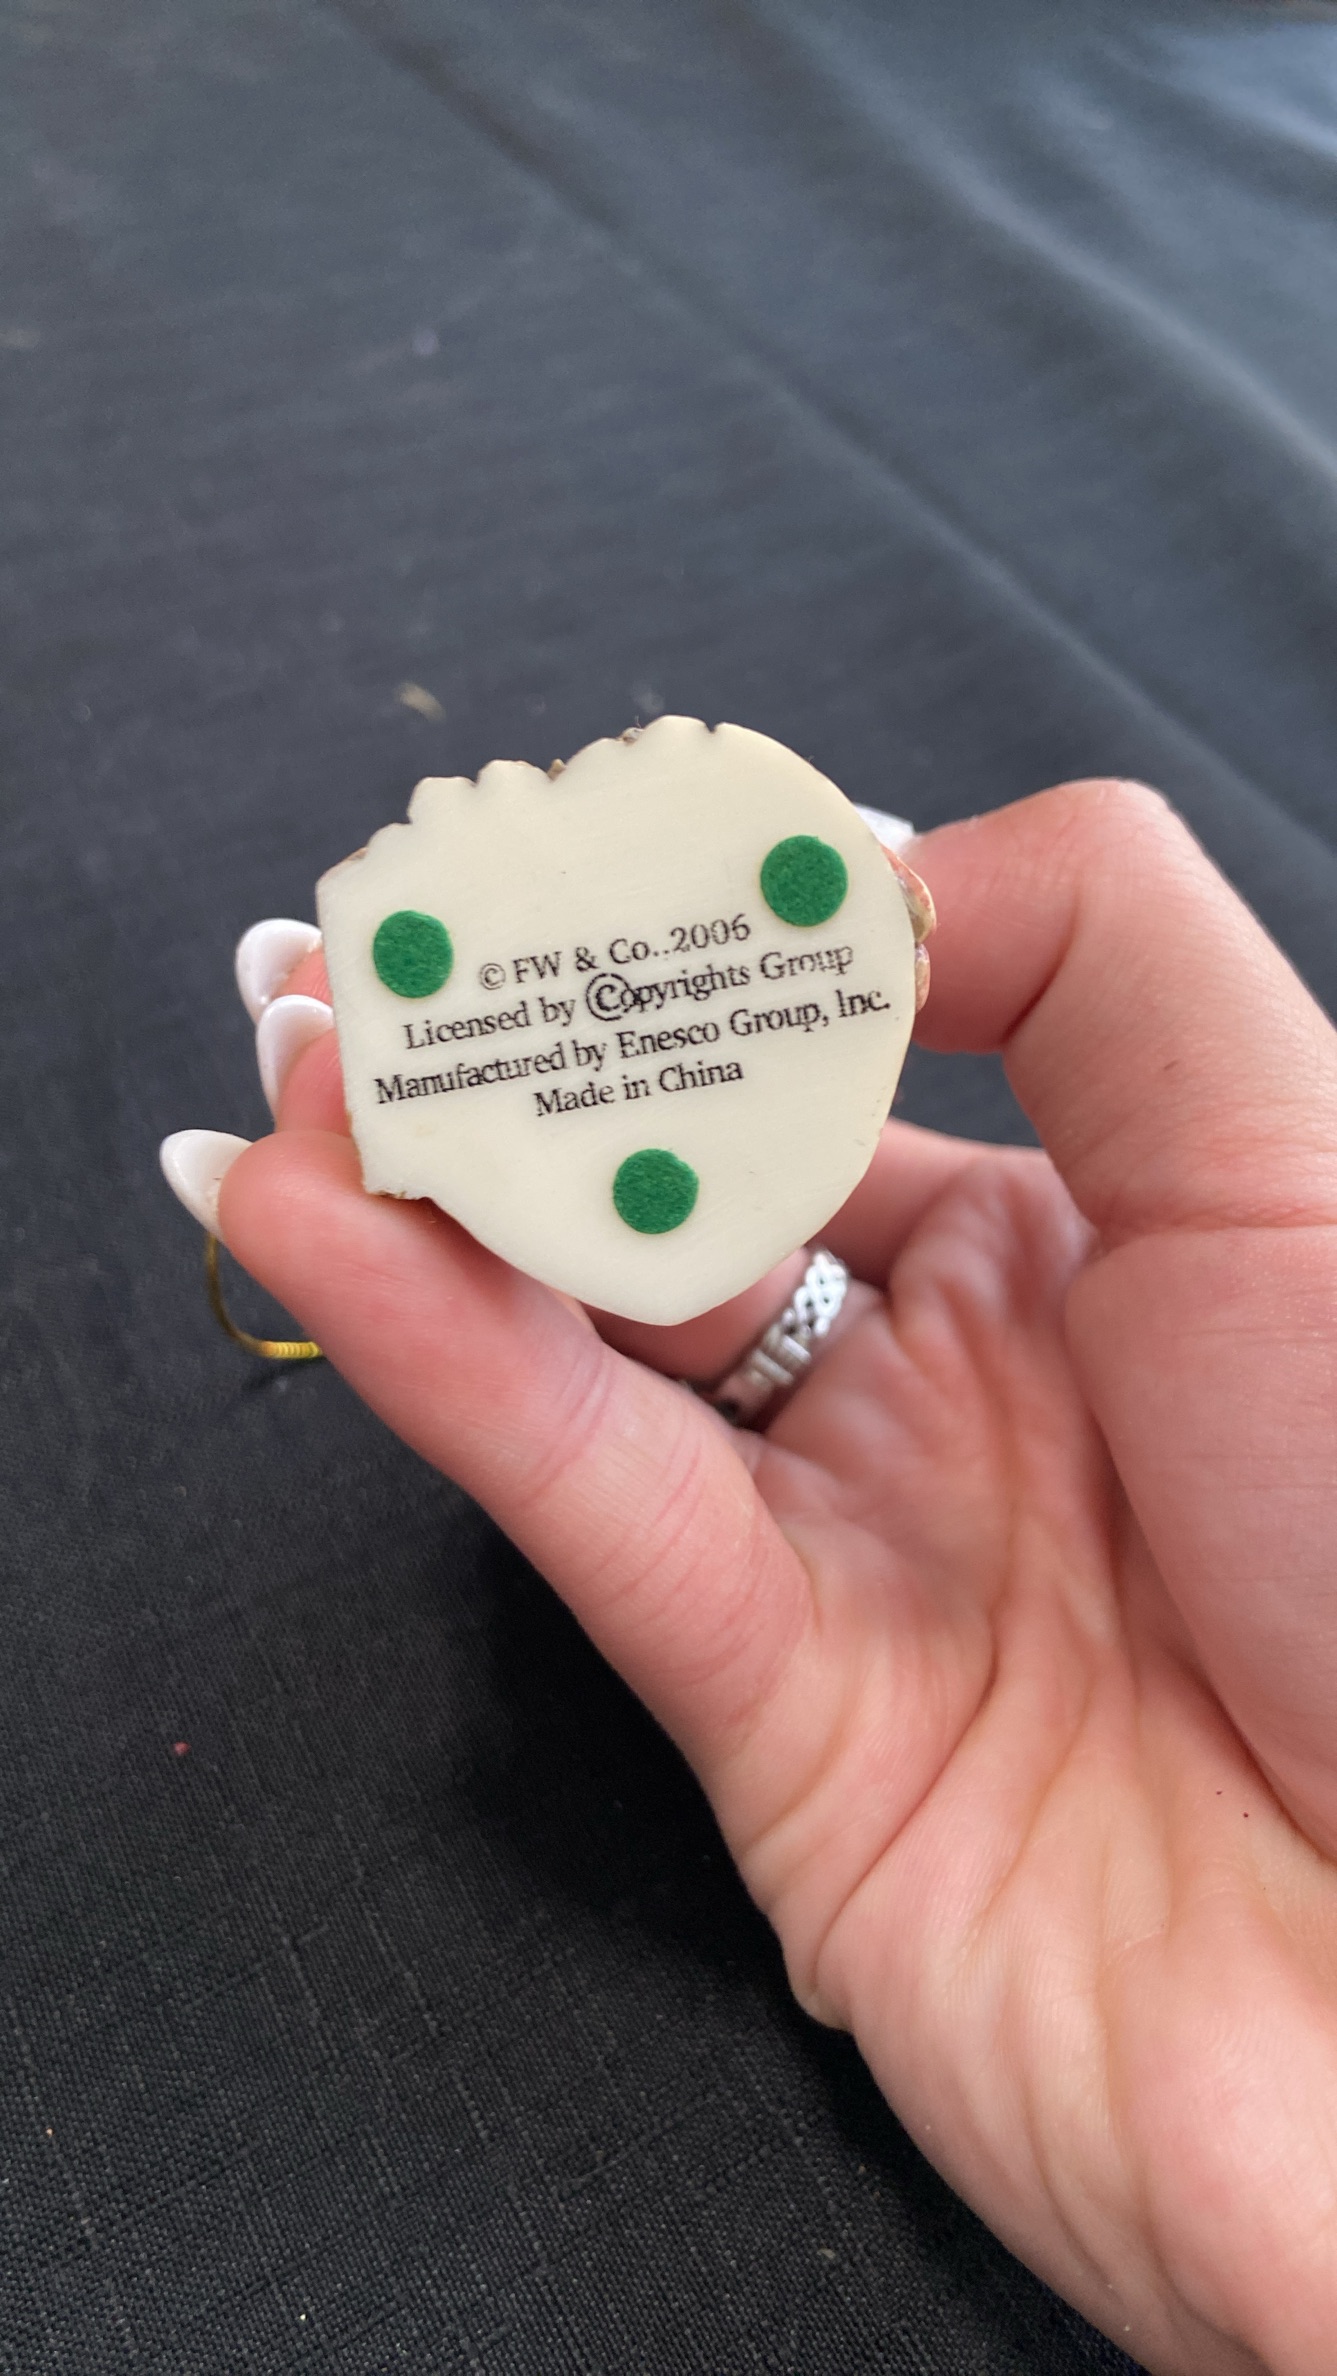 © FW & Co..2006
Licensed by ©opyrights Group
Manufactured by Enesco Group, Inc.
Made in China